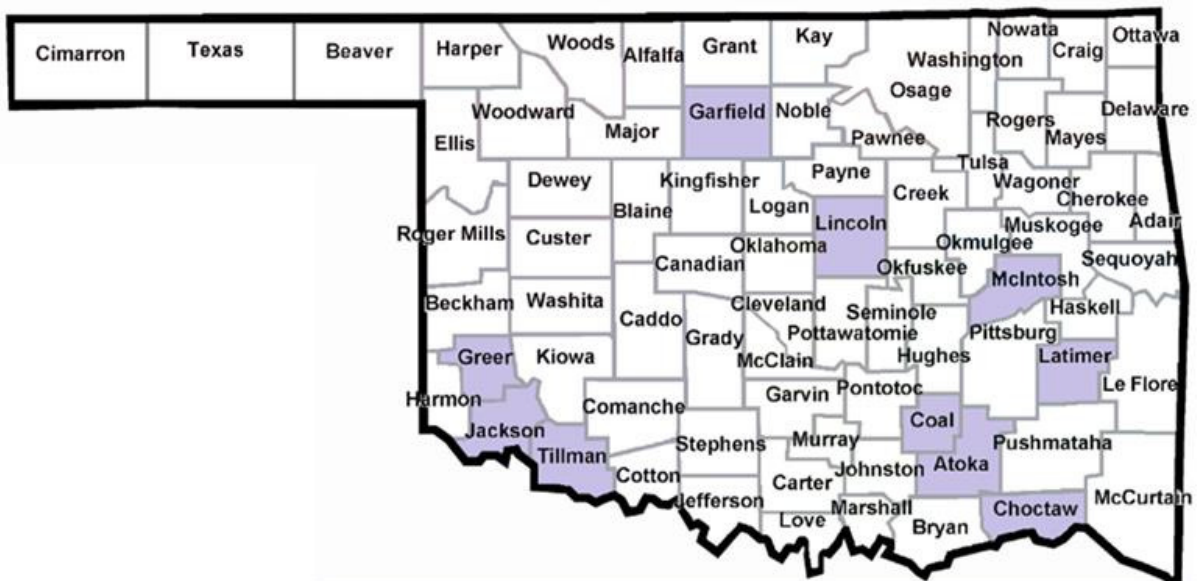 Cimarron
Texas
Beaver
Harper
Woods
Alfalfa
Grant
Kay
Nowata
Ottawa
Craig
Washington
Osage
Woodward
Garfield
Noble
Delaware
Rogers
Major
Mayes
Ellis
Pawnee
Tulsa
Dewey
Kingfisher
Payne
Wagoner
Creek
Cherokee
Logan
Blaine
Lincoln
Muskogee
Adair
Roger Mills
Custer
Oklahoma
Okmulgee
Canadian
Okfuskee
Sequoyah
McIntosh
Beckham
Washita
Cleveland
Haskell
Seminole
Caddo
Pottawatomie
Pittsburg
Grady
Greer
Kiowa
McClain
Hughes
Latimer
Le Flore
Pontotoc
Garvin
Harmon
Comanche
Coal
Jackson
Stephens
Murray
Pushmataha
Tillman
Johnston
Atoka
Cotton
Carter
McCurtain
Jefferson
Marshall
Choctaw
Love
Bryan